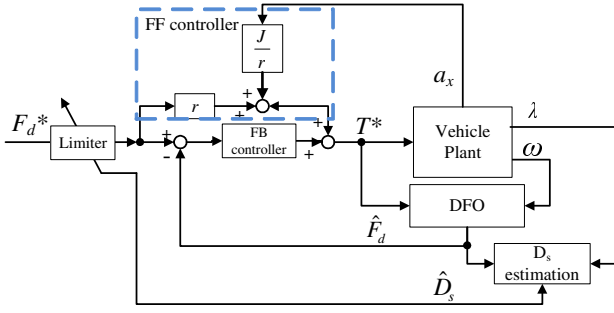 FF controller
J
r
a_x
+
r
+
+
λ
F_d*
Limiter
+
-
FB
controller
+
T*
Vehicle
Plant
ω
DFO
F̂_d
D_s
estimation
D̂_s